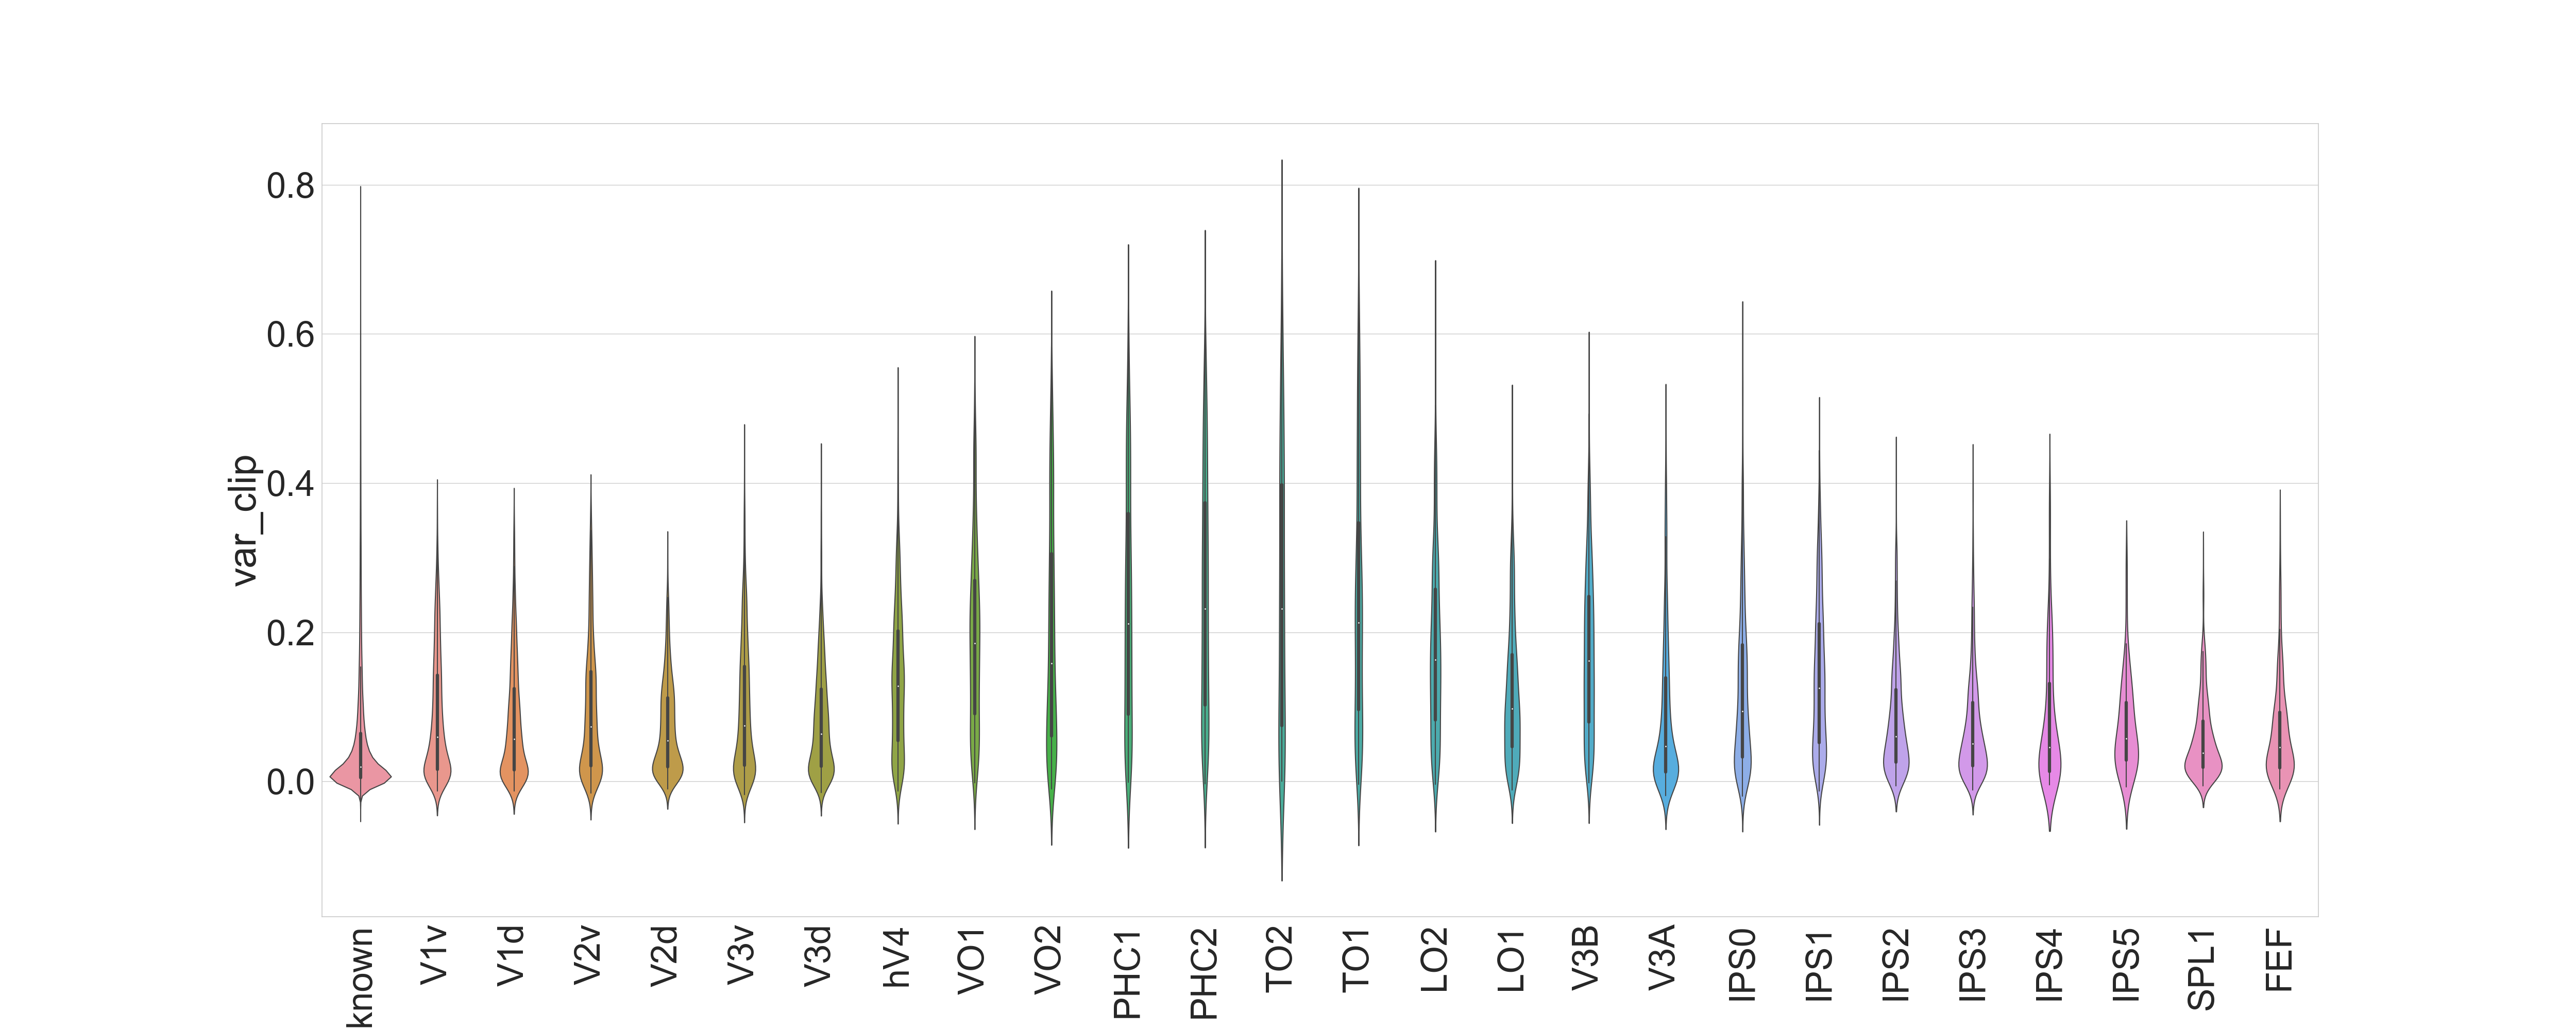 0.8
0.6
0.4
0.2
0.0
var_clip
known
V1v
V1d
V2v
V2d
V3v
V3d
hV4
VO1
VO2
PHC1
PHC2
TO2
TO1
LO2
LO1
V3B
V3A
IPS0
IPS1
IPS2
IPS3
IPS4
IPS5
SPL1
FEF